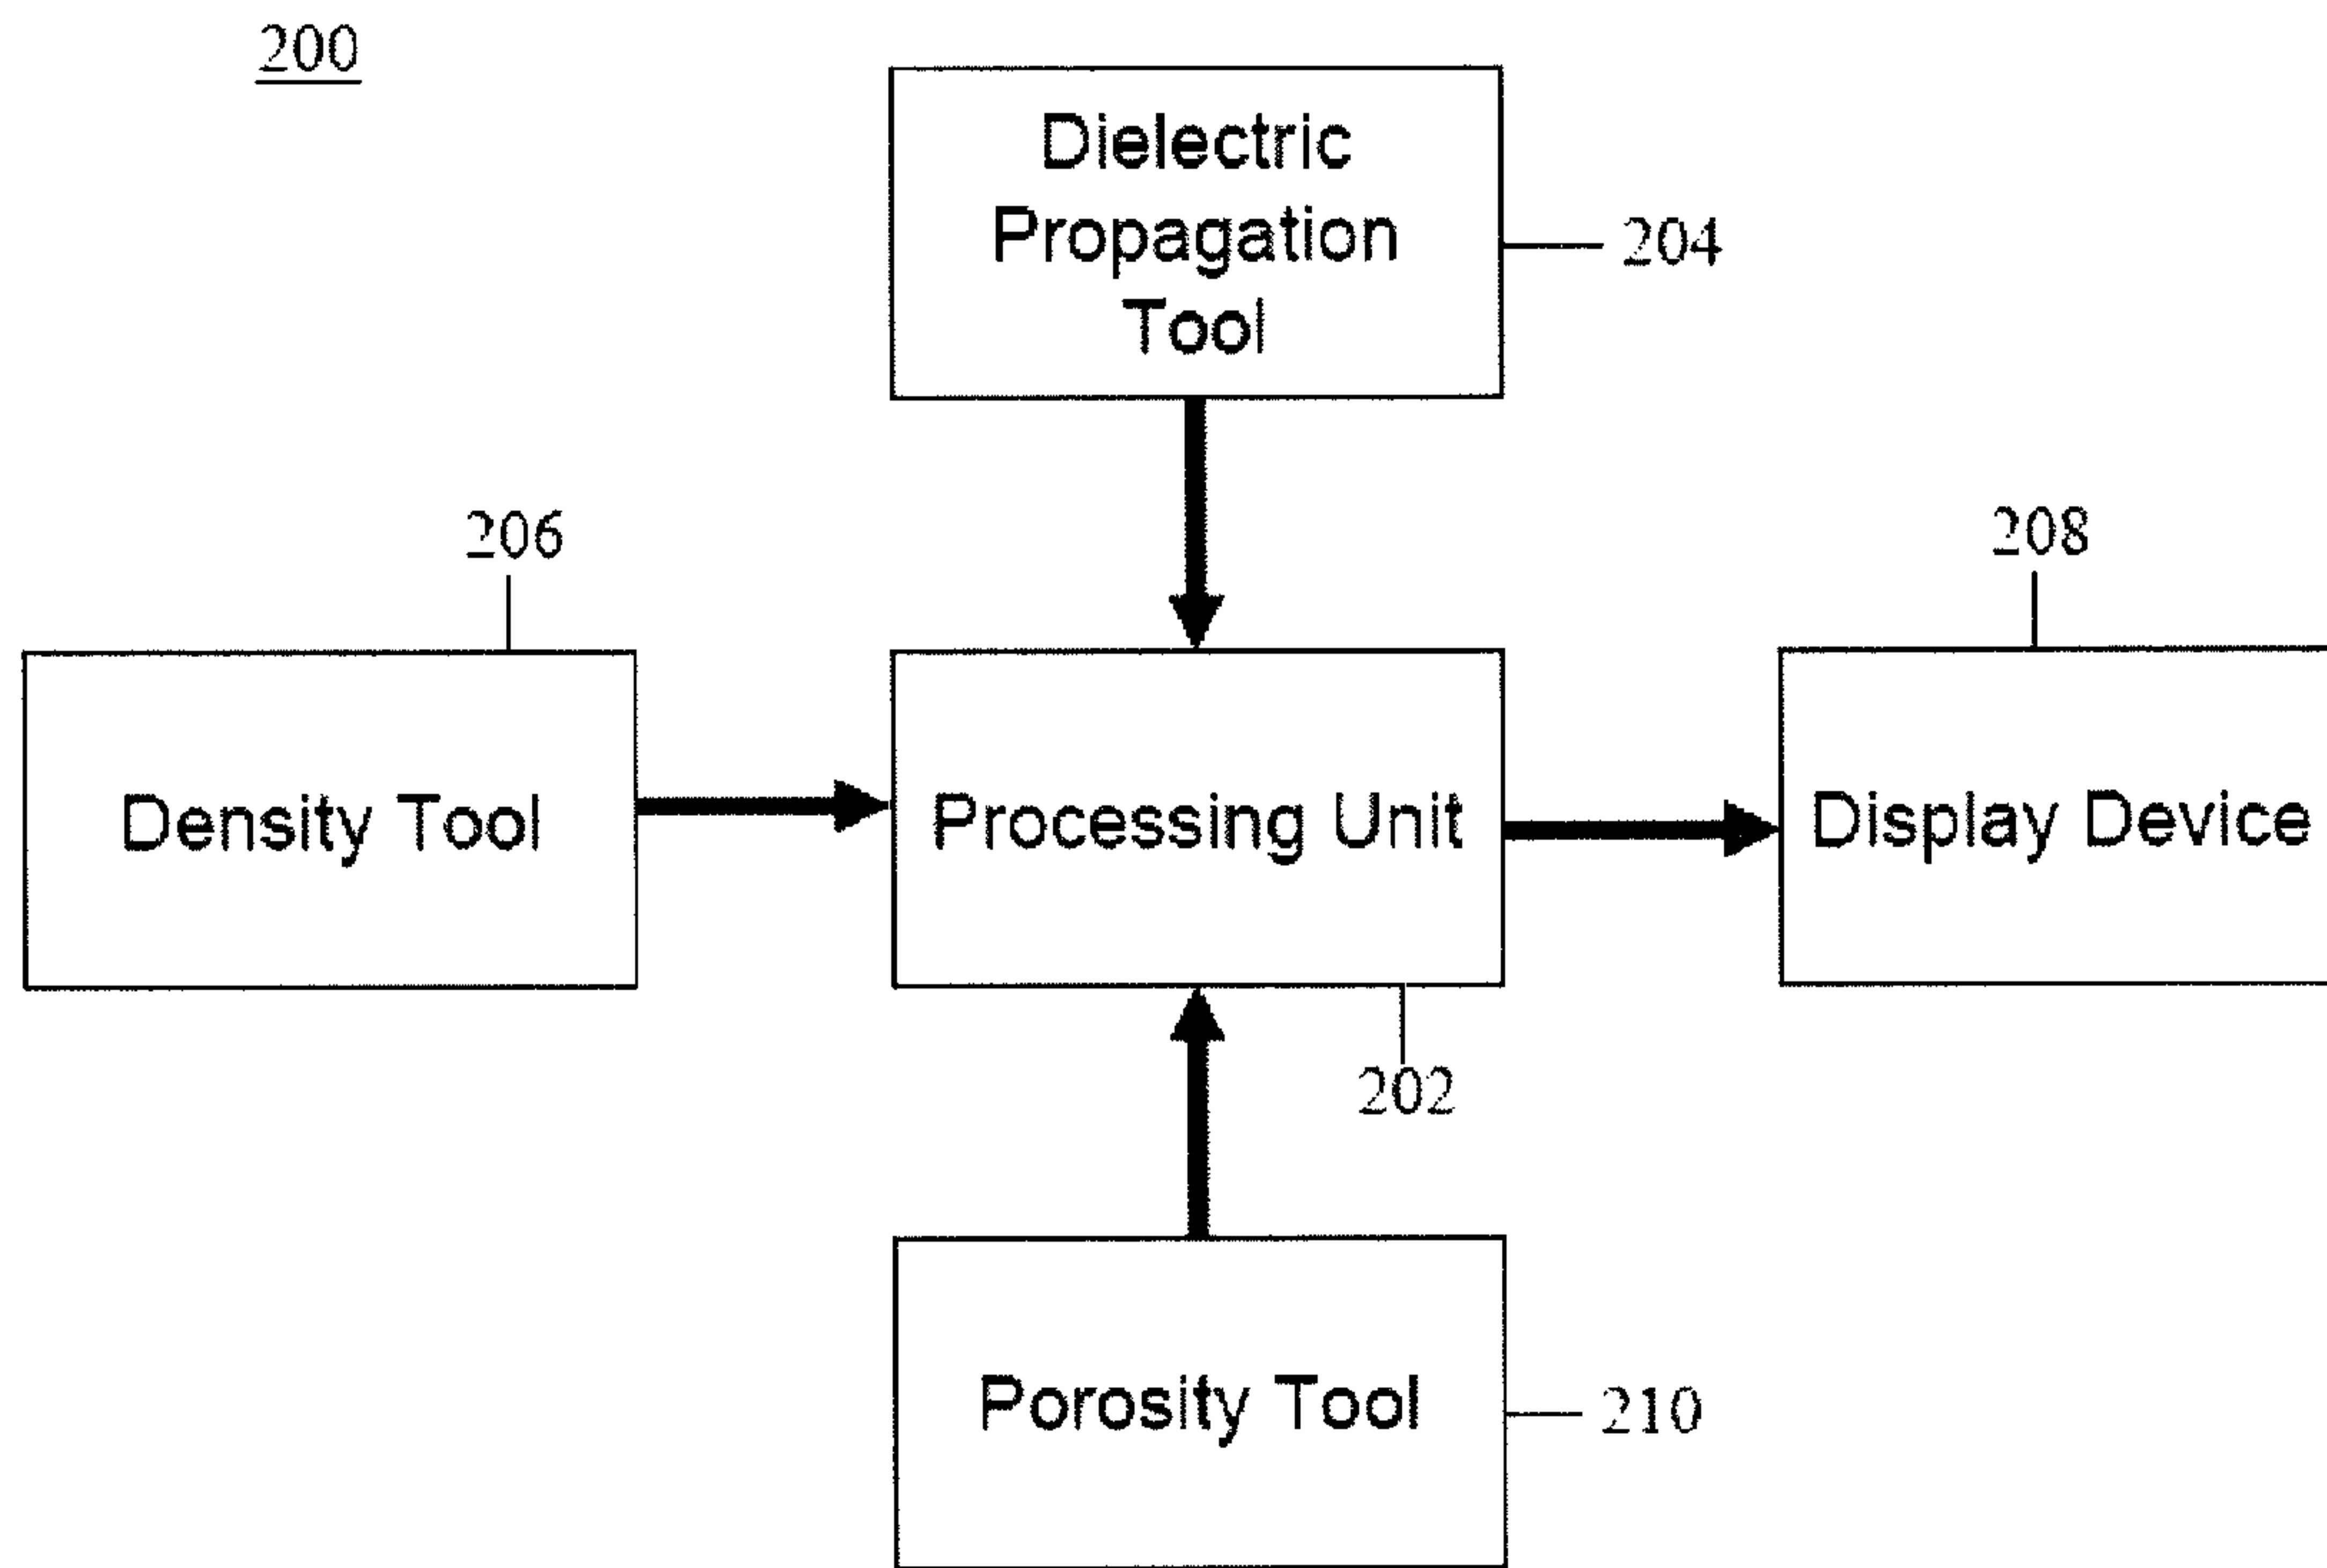 200
Dielectric
Propagation
Tool
204
206
208
Density Tool
Processing Unit
Display Device
202
Porosity Tool
210